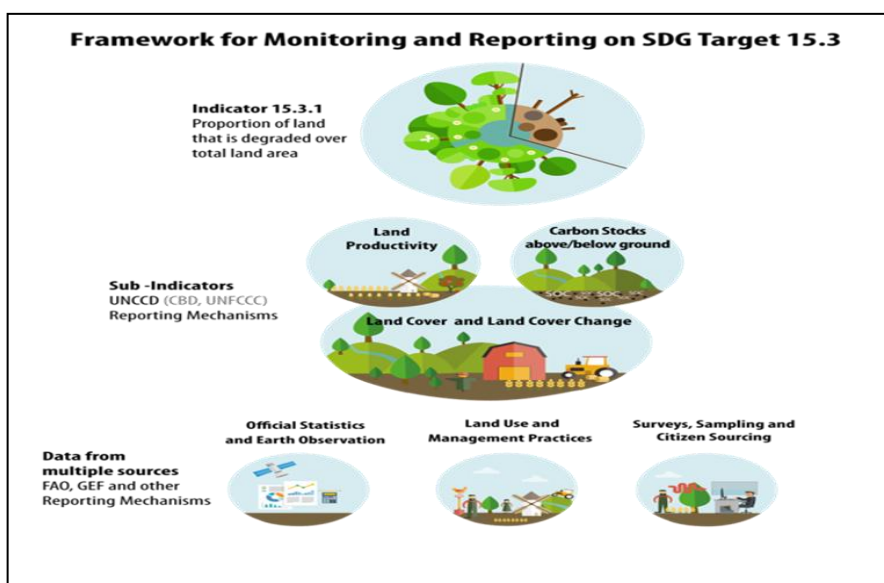 Framework for Monitoring and Reporting on SDG Target 15.3
Indicator 15.3.1
Proportion of land
that is degraded over
total land area
Land
Productivity
Carbon Stocks
above/below ground
Sub -Indicators
UNCCD (CBD, UNFCCC)
Reporting Mechanisms
Land Cover and Land Cover Change
Official Statistics
and Earth Observation
Land Use and
Management Practices
Surveys, Sampling and
Citizen Sourcing
Data from
multiple sources
FAO, GEF and other
Reporting Mechanisms